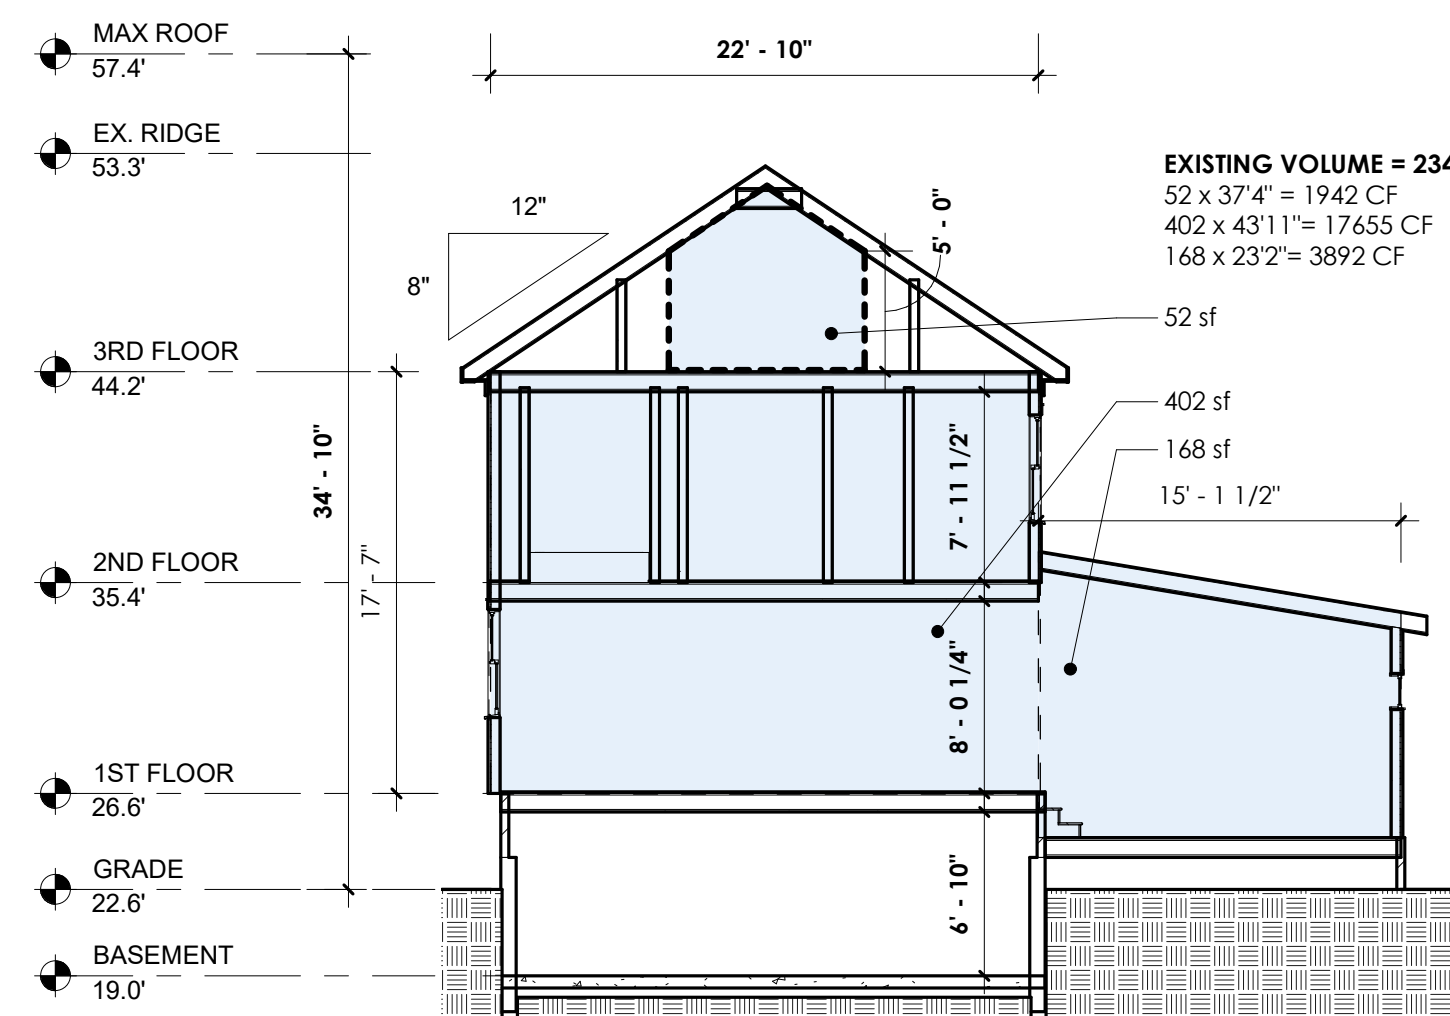 MAX ROOF
57.4'
EX. RIDGE
53.3'
3RD FLOOR
44.2'
2ND FLOOR
35.4'
1ST FLOOR
26.6'
GRADE
22.6'
BASEMENT
19.0'
34' - 10"
17' - 7"
22' - 10"
12"
8"
5' - 0"
EXISTING VOLUME = 234
52 x 37'4" = 1942 CF
402 x 43'11"= 17655 CF
168 x 23'2"= 3892 CF
52 sf
402 sf
168 sf
15' - 1 1/2"
7' - 11 1/2"
8' - 0 1/4"
6' - 10"